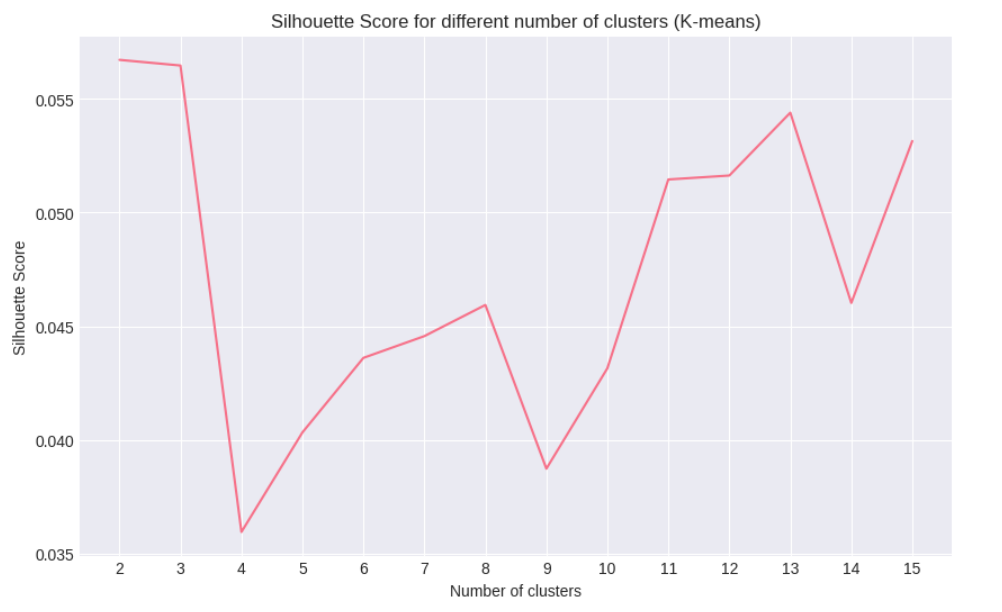 Silhouette Score for different number of clusters (K-means)
0.055
0.050
0.045
0.040
0.035
Silhouette Score
2 3 4 5 6 7 8 9 10 11 12 13 14 15
Number of clusters